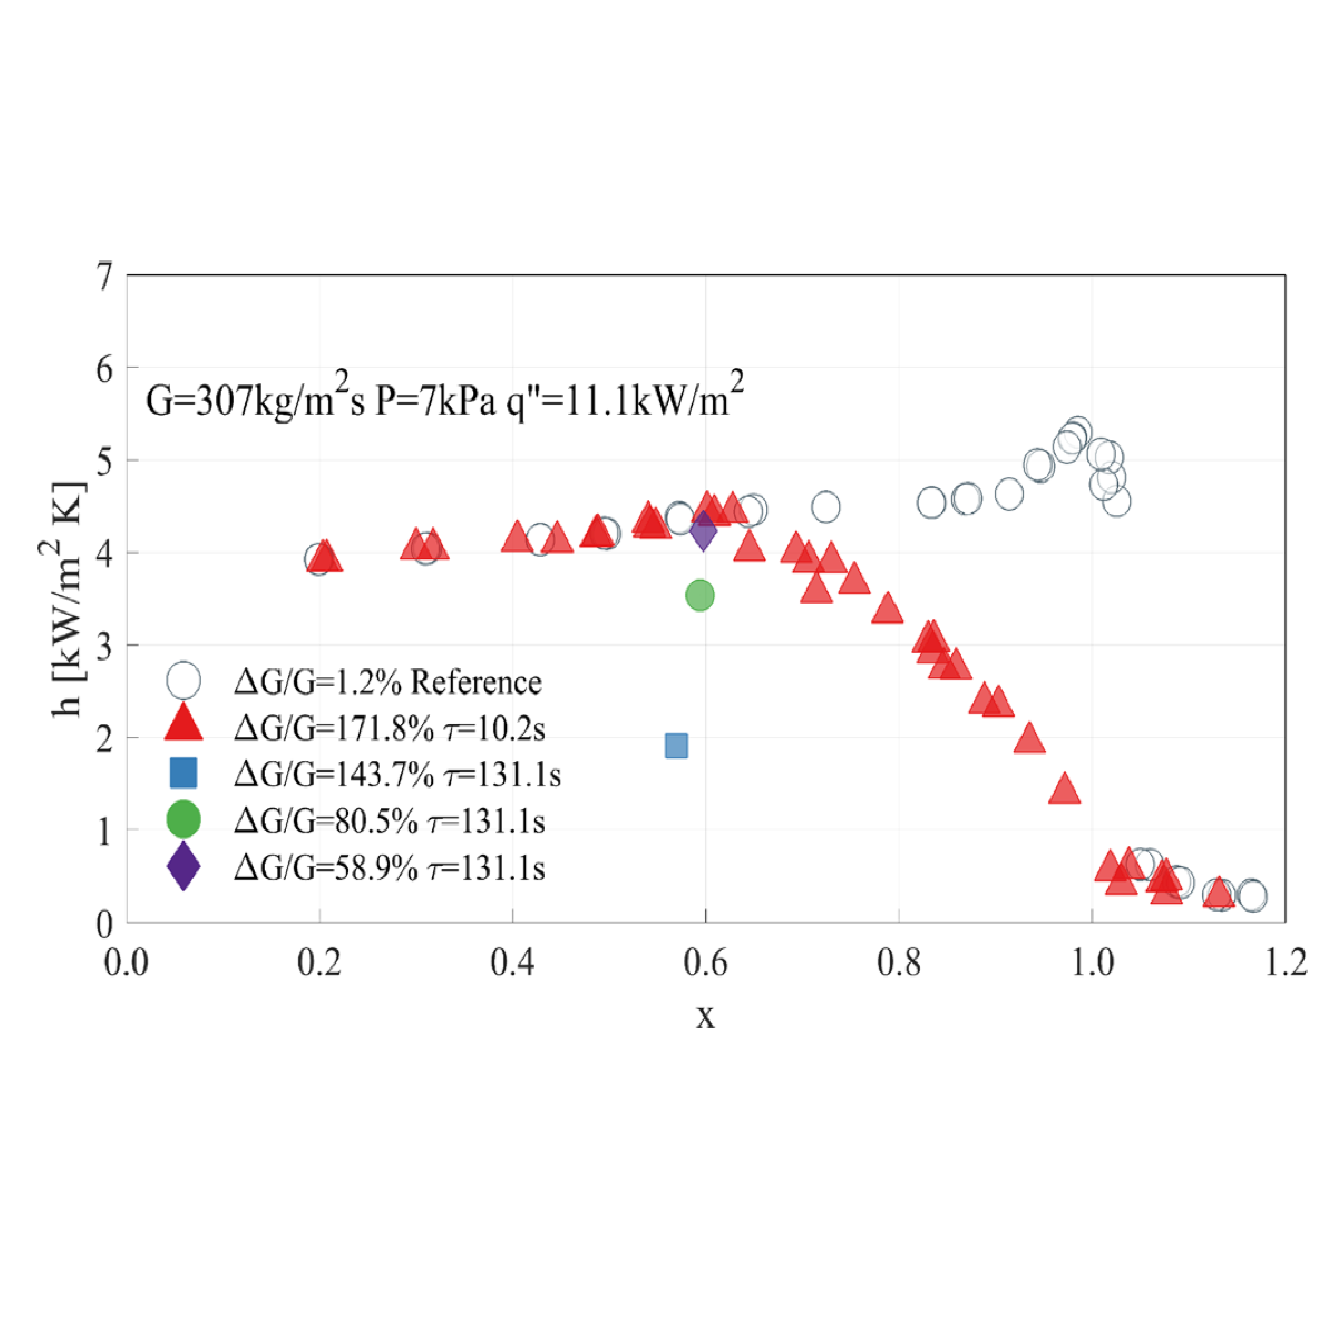 7
6
G=307kg/m²s P=7kPa q"=11.1kW/m²
5
4
3
2
1
0
h [kW/m² K]
ΔG/G=1.2% Reference
ΔG/G=171.8% τ=10.2s
ΔG/G=143.7% τ=131.1s
ΔG/G=80.5% τ=131.1s
ΔG/G=58.9% τ=131.1s
0.0 0.2 0.4 0.6 0.8 1.0 1.2
x